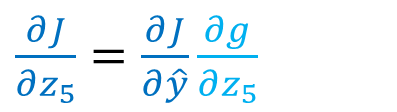 ∂J/∂z₅ = ∂J/∂ŷ ∂g/∂z₅